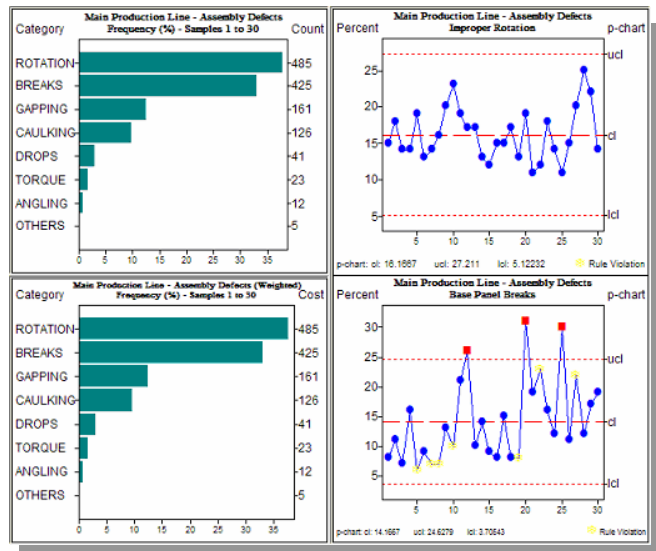 Main Production Line - Assembly Defects
Category Frequency (%) - Samples 1 to 30 Count
ROTATION 485
BREAKS 425
GAPPING 161
CAULKING 126
DROPS 41
TORQUE 23
ANGLING 12
OTHERS 5
0 5 10 15 20 25 30 35
Main Production Line - Assembly Defects
Percent Improper Rotation p-chart
ucl
25
20
15 cl
10
5 lcl
5 10 15 20 25 30
p-chart: cl: 16.1667 ucl: 27.211 lcl: 5.12232 Rule Violation
Main Production Line - Assembly Defects (Weighted)
Category Frequency (%) - Samples 1 to 30 Cost
ROTATION 485
BREAKS 425
GAPPING 161
CAULKING 126
DROPS 41
TORQUE 23
ANGLING 12
OTHERS 5
0 5 10 15 20 25 30 35
Main Production Line - Assembly Defects
Percent Base Panel Breaks p-chart
30
25 ucl
20
15 cl
10
5 lcl
5 10 15 20 25 30
p-chart: cl: 14.1667 ucl: 24.6279 lcl: 3.70543 Rule Violation